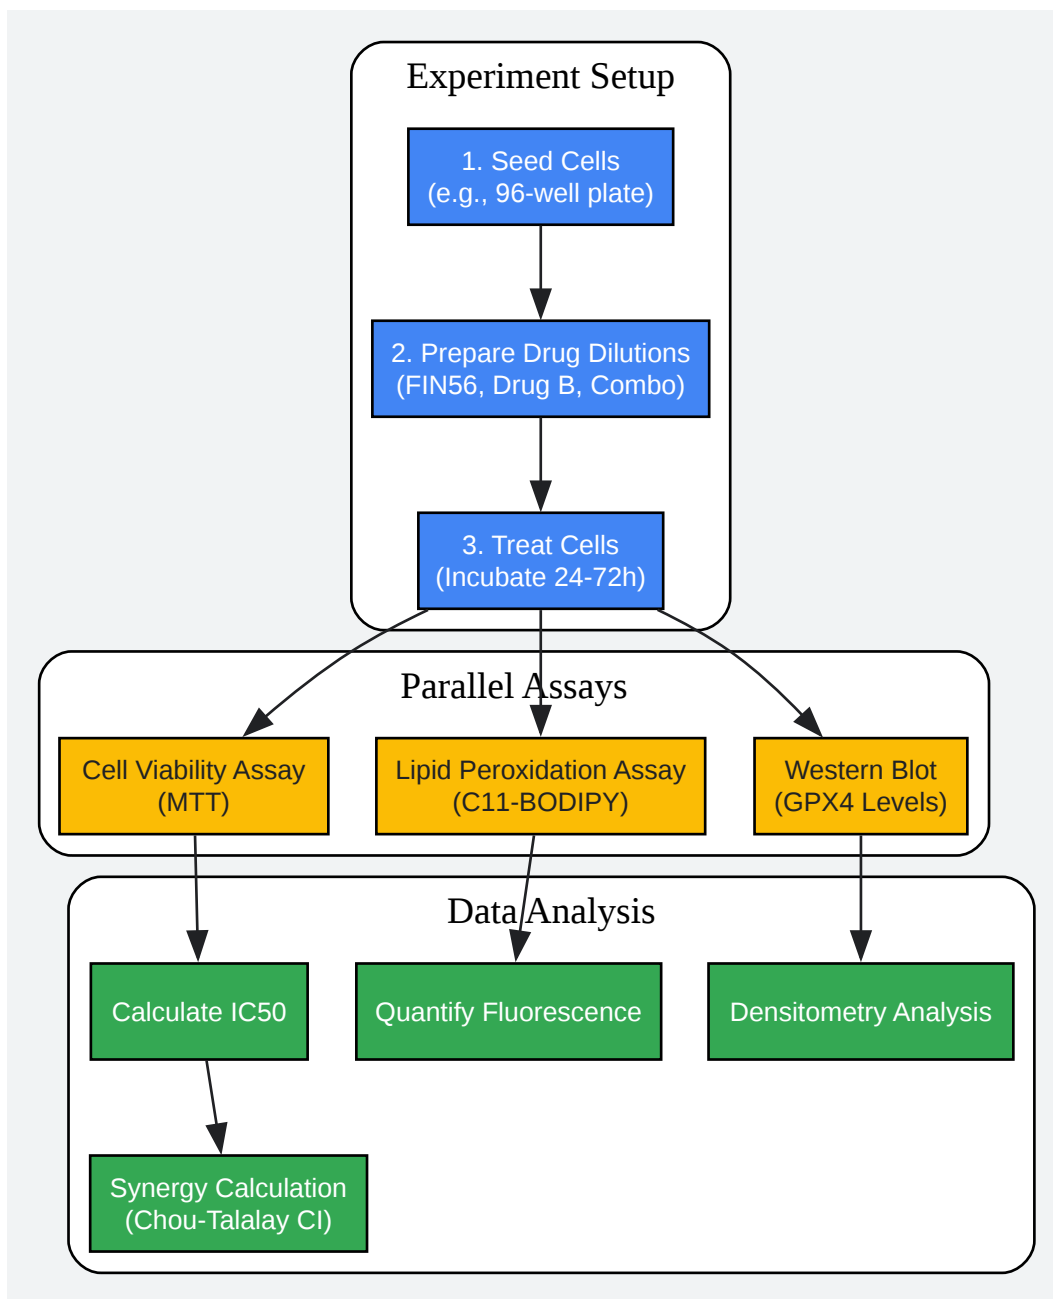 Experiment Setup
1. Seed Cells
(e.g., 96-well plate)
2. Prepare Drug Dilutions
(FIN56, Drug B, Combo)
3. Treat Cells
(Incubate 24-72h)
Parallel Assays
Cell Viability Assay
(MTT)
Lipid Peroxidation Assay
(C11-BODIPY)
Western Blot
(GPX4 Levels)
Data Analysis
Calculate IC50
Quantify Fluorescence
Densitometry Analysis
Synergy Calculation
(Chou-Talalay CI)